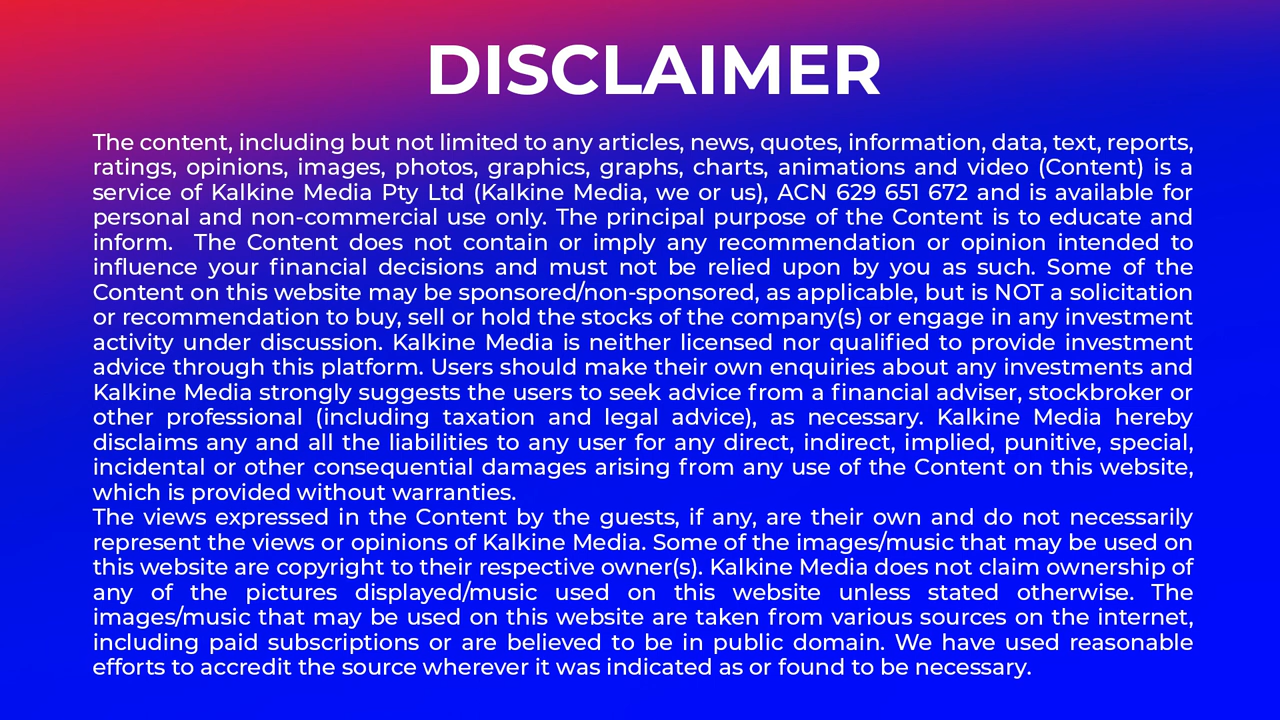 DISCLAIMER
The content, including but not limited to any articles, news, quotes, information, data, text, reports,
ratings, opinions, images, photos, graphics, graphs, charts, animations and video (Content) is a
service of Kalkine Media Pty Ltd (Kalkine Media, we or us), ACN 629 651 672 and is available for
personal and non-commercial use only. The principal purpose of the Content is to educate and
inform.  The Content does not contain or imply any recommendation or opinion intended to
influence your financial decisions and must not be relied upon by you as such. Some of the
Content on this website may be sponsored/non-sponsored, as applicable, but is NOT a solicitation
or recommendation to buy, sell or hold the stocks of the company(s) or engage in any investment
activity under discussion. Kalkine Media is neither licensed nor qualified to provide investment
advice through this platform. Users should make their own enquiries about any investments and
Kalkine Media strongly suggests the users to seek advice from a financial adviser, stockbroker or
other professional (including taxation and legal advice), as necessary. Kalkine Media hereby
disclaims any and all the liabilities to any user for any direct, indirect, implied, punitive, special,
incidental or other consequential damages arising from any use of the Content on this website,
which is provided without warranties.
The views expressed in the Content by the guests, if any, are their own and do not necessarily
represent the views or opinions of Kalkine Media. Some of the images/music that may be used on
this website are copyright to their respective owner(s). Kalkine Media does not claim ownership of
any of the pictures displayed/music used on this website unless stated otherwise. The
images/music that may be used on this website are taken from various sources on the internet,
including paid subscriptions or are believed to be in public domain. We have used reasonable
efforts to accredit the source wherever it was indicated as or found to be necessary.